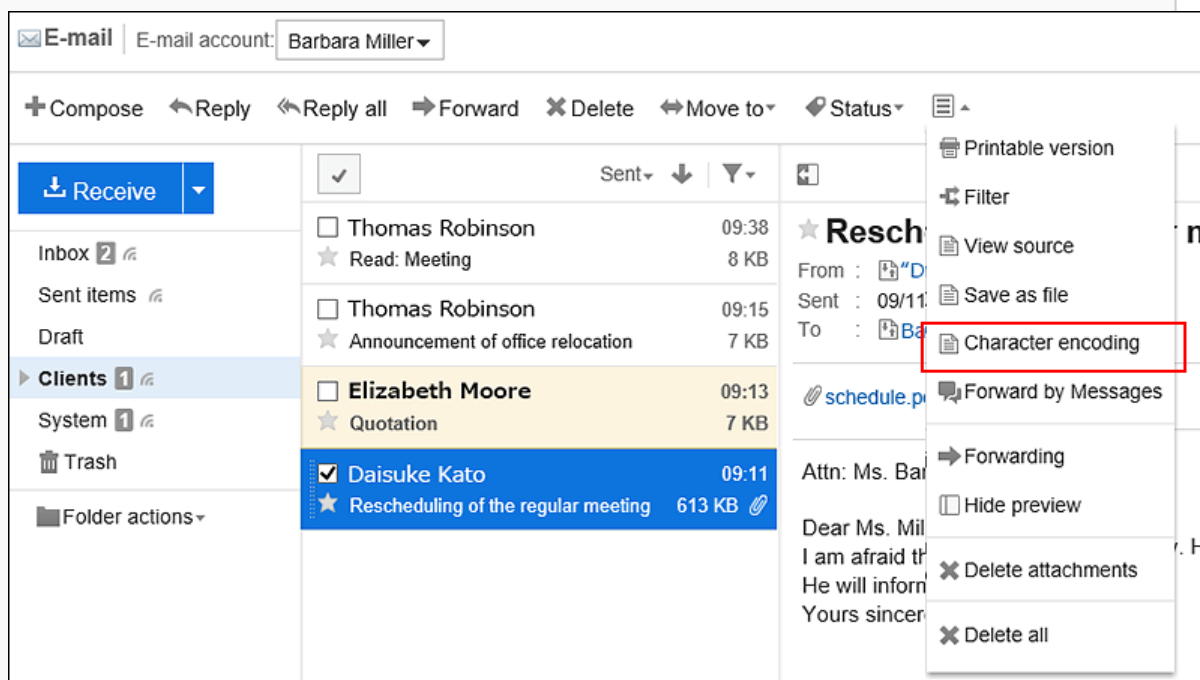 E-mail E-mail account: Barbara Miller
Compose Reply Reply all Forward Delete Move to Status
Receive
Inbox 2
Sent items
Draft
Clients 1
System 1
Trash
Folder actions
Sent
Thomas Robinson 09:38
Read: Meeting 8 KB
Thomas Robinson 09:15
Announcement of office relocation 7 KB
Elizabeth Moore 09:13
Quotation 7 KB
Daisuke Kato 09:11
Rescheduling of the regular meeting 613 KB
Resch
From :
Sent : 09/11
To : Ba
schedule.p
Attn: Ms. Bar
Dear Ms. Mil
I am afraid th
He will inform
Yours sincer
Printable version
Filter
View source
Save as file
Character encoding
Forward by Messages
Forwarding
Hide preview
Delete attachments
Delete all